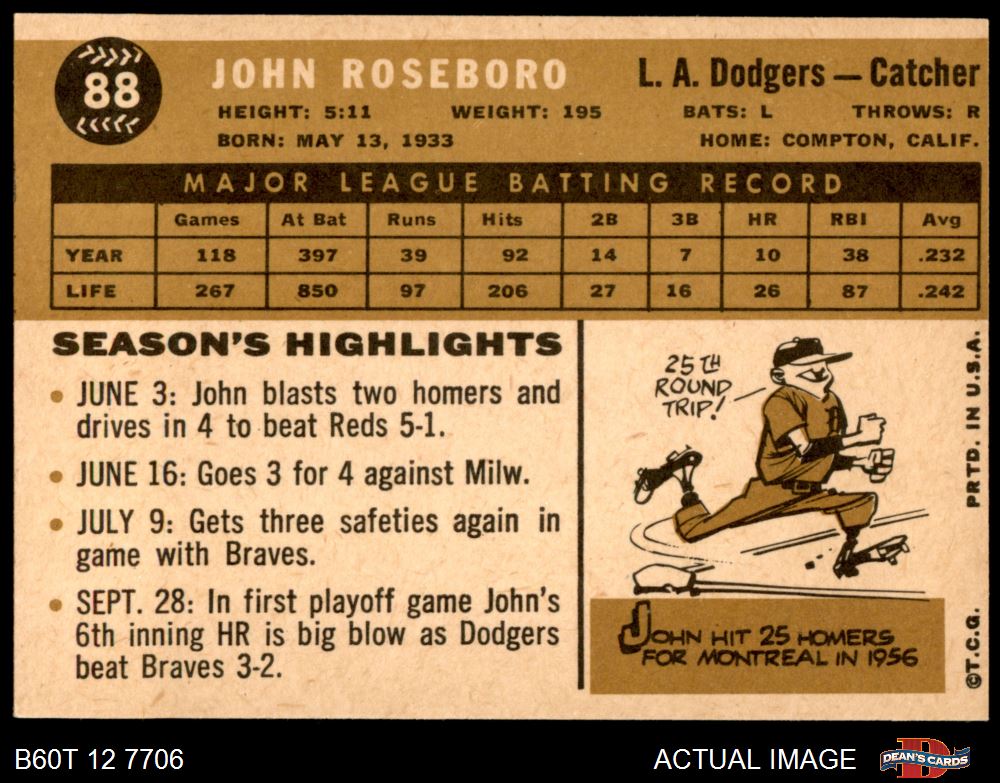 88
JOHN ROSEBORO
L. A. Dodgers — Catcher
HEIGHT: 5:11 WEIGHT: 195 BATS: L THROWS: R
BORN: MAY 13, 1933 HOME: COMPTON, CALIF.
MAJOR LEAGUE BATTING RECORD
Games At Bat Runs Hits 2B 3B HR RBI Avg
YEAR 118 397 39 92 14 7 10 38 .232
LIFE 267 850 97 206 27 16 26 87 .242
SEASON'S HIGHLIGHTS
• JUNE 3: John blasts two homers and
drives in 4 to beat Reds 5-1.
• JUNE 16: Goes 3 for 4 against Milw.
• JULY 9: Gets three safeties again in
game with Braves.
• SEPT. 28: In first playoff game John's
6th inning HR is big blow as Dodgers
beat Braves 3-2.
25TH
ROUND
TRIP!
JOHN HIT 25 HOMERS
FOR MONTREAL IN 1956
PRTD. IN U.S.A.
©T.C.G.
B60T 12 7706
ACTUAL IMAGE
D
DEAN'S CARDS